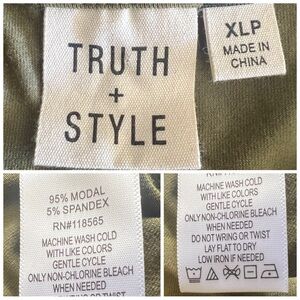 TRUTH
+
STYLE
XLP
MADE IN
CHINA
95% MODAL
5% SPANDEX
RN#118565
MACHINE WASH COLD
WITH LIKE COLORS
GENTLE CYCLE
ONLY NON-CHLORINE BLEACH
WHEN NEEDED
MACHINE WASH COLD
WITH LIKE COLORS
GENTLE CYCLE
ONLY NON-CHLORINE BLEACH
WHEN NEEDED
DO NOT WRING OR TWIST
LAY FLAT TO DRY
LOW IRON IF NEEDED